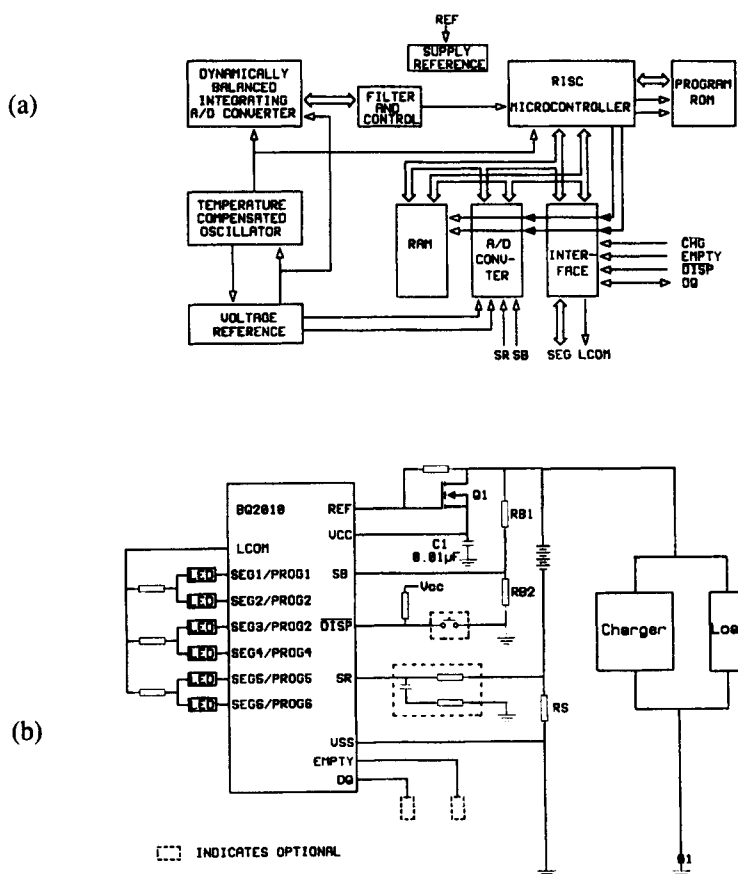 (a)
REF
SUPPLY
REFERENCE
DYNAMICALLY
BALANCED
INTEGRATING
A/D CONVERTER
FILTER
AND
CONTROL
RISC
MICROCONTROLLER
PROGRAM
ROM
TEMPERATURE
COMPENSATED
OSCILLATOR
RAM
A/D
CONV-
TER
INTER-
FACE
CHG
EMPTY
DISP
DQ
VOLTAGE
REFERENCE
SR SB
SEG LCOM
(b)
BQ2010
REF
Q1
RB1
VCC
C1
0.01µF
LCOM
SB
LED SEG1/PROG1
LED SEG2/PROG2
Vcc
RB2
LED SEG3/PROG2
DISP
LED SEG4/PROG4
LED SEG5/PROG5
SR
LED SEG6/PROG6
RS
Charger
Loa
VSS
EMPTY
DQ
INDICATES OPTIONAL
01